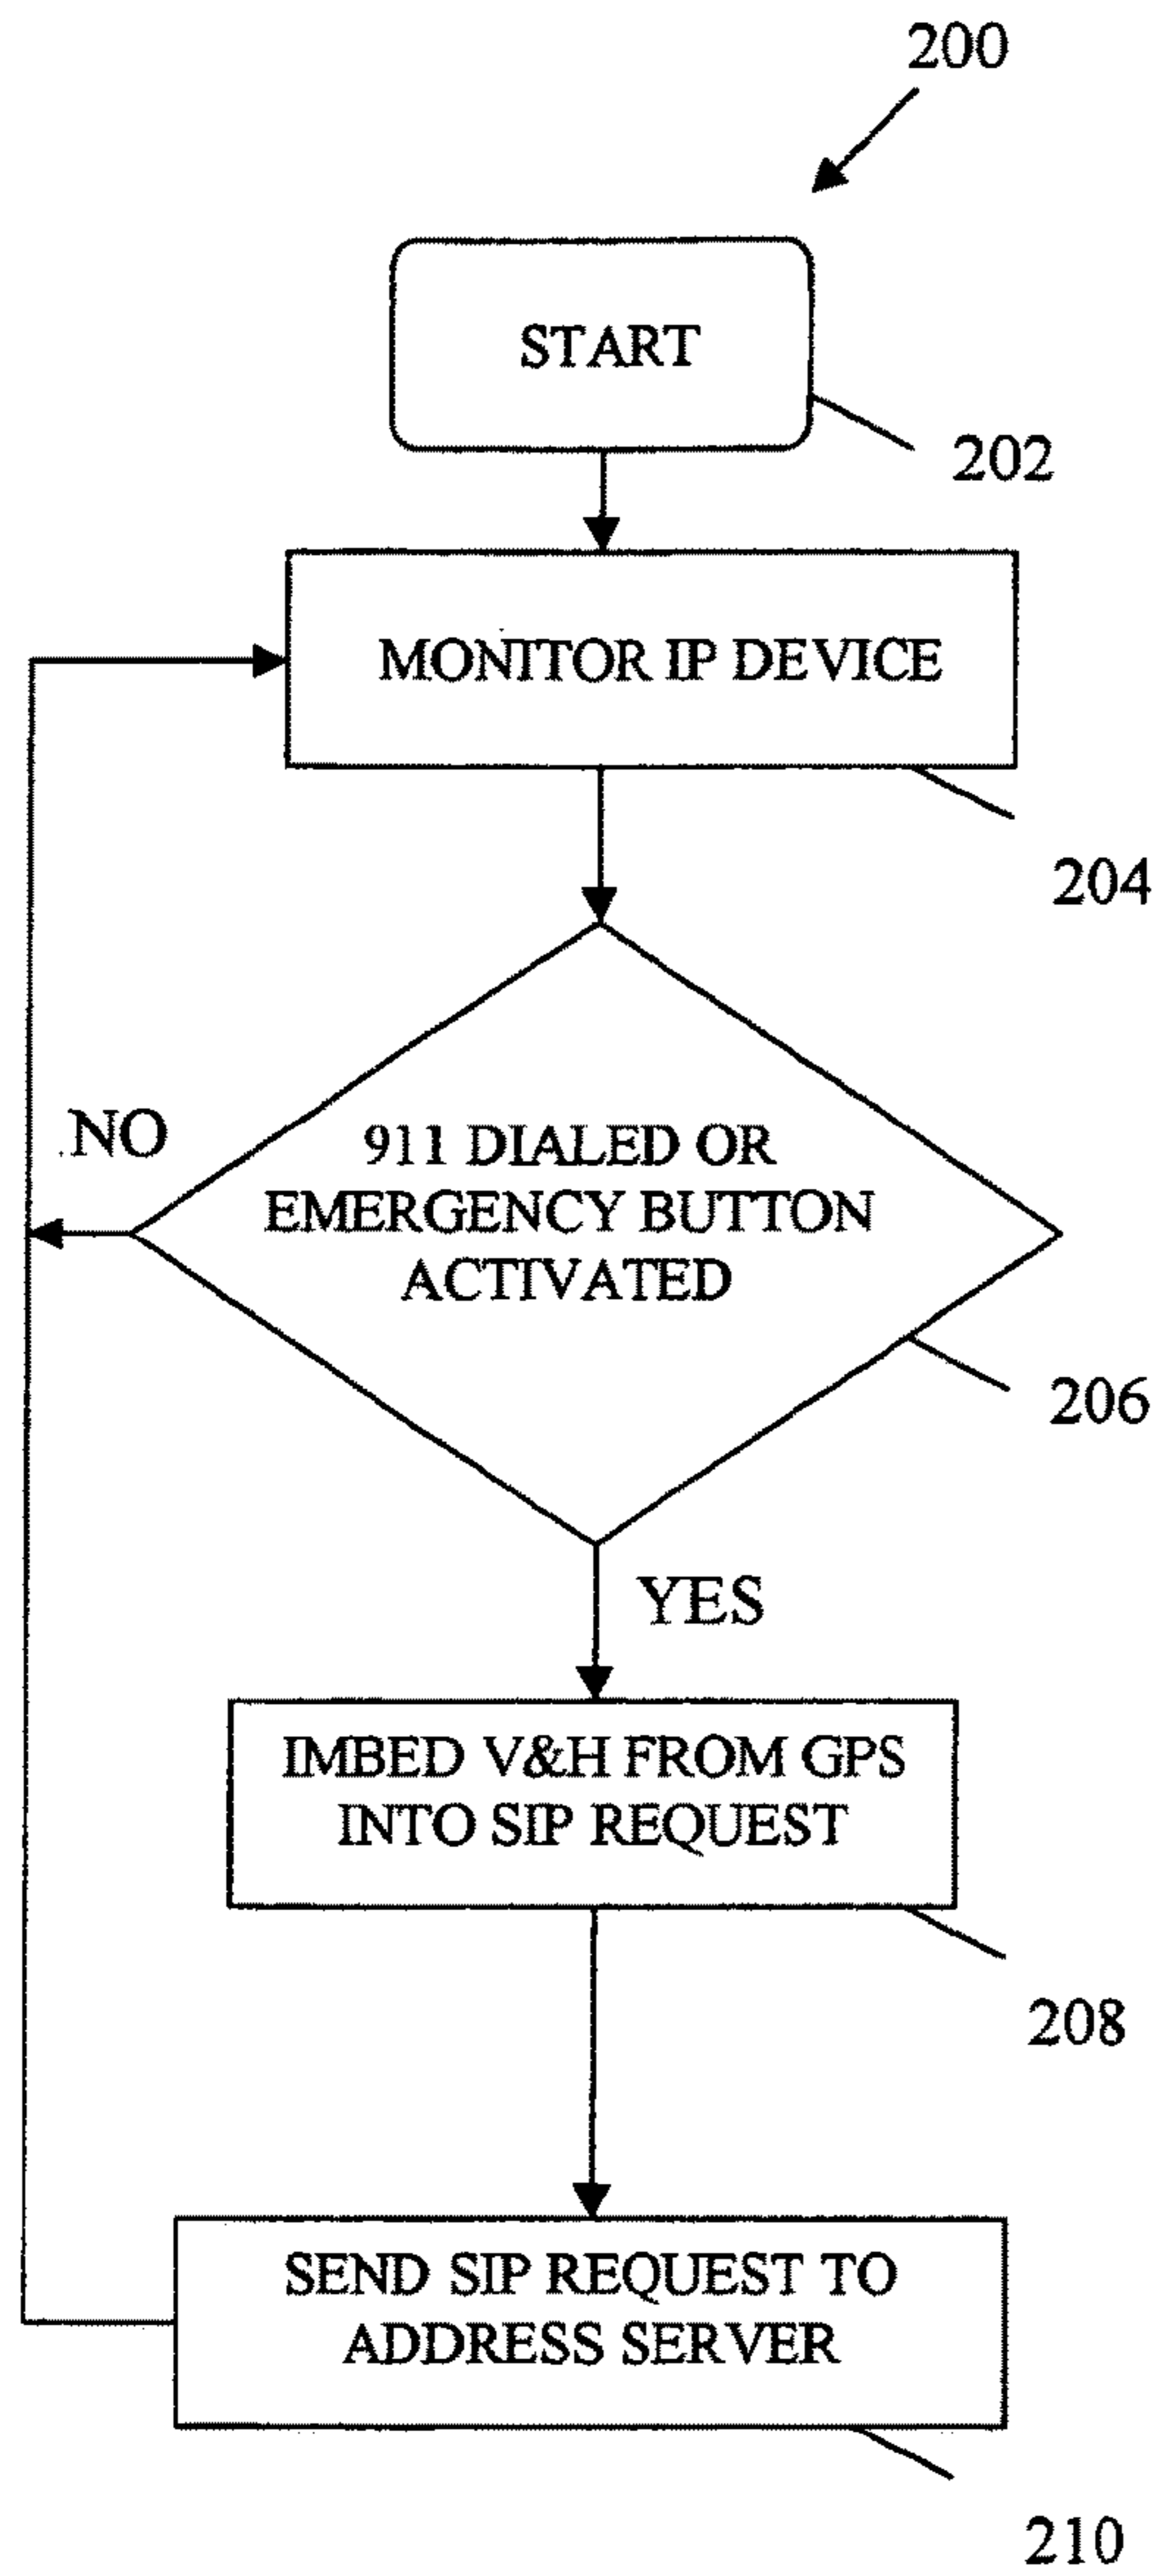 200
START
202
MONITOR IP DEVICE
204
NO
911 DIALED OR
EMERGENCY BUTTON
ACTIVATED
206
YES
IMBED V&H FROM GPS
INTO SIP REQUEST
208
SEND SIP REQUEST TO
ADDRESS SERVER
210